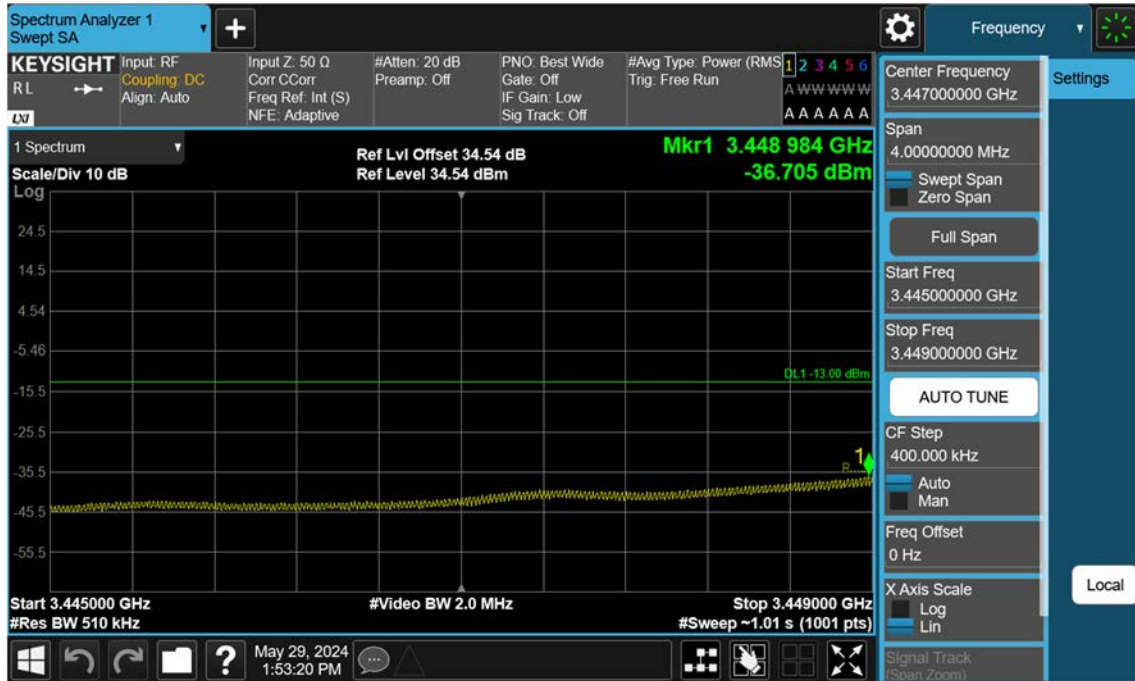 Spectrum Analyzer 1
Swept SA
Frequency
KEYSIGHT
R L
LXI
Input: RF
Coupling: DC
Align: Auto
Input Z: 50 Ω
Corr CCorr
Freq Ref: Int (S)
NFE: Adaptive
#Atten: 20 dB
Preamp: Off
PNO: Best Wide
Gate: Off
IF Gain: Low
Sig Track: Off
#Avg Type: Power (RMS
Trig: Free Run
1 2 3 4 5 6
A W W W W W
A A A A A A
1 Spectrum
Scale/Div 10 dB
Log
Ref Lvl Offset 34.54 dB
Ref Level 34.54 dBm
Mkr1 3.448 984 GHz
-36.705 dBm
24.5
14.5
4.54
-5.46
DL1 -13.00 dBm
-15.5
-25.5
1
R...
-35.5
-45.5
-55.5
Start 3.445000 GHz
#Video BW 2.0 MHz
Stop 3.449000 GHz
#Res BW 510 kHz
#Sweep ~1.01 s (1001 pts)
?
May 29, 2024
1:53:20 PM
Center Frequency
3.447000000 GHz
Span
4.00000000 MHz
Swept Span
Zero Span
Full Span
Start Freq
3.445000000 GHz
Stop Freq
3.449000000 GHz
AUTO TUNE
CF Step
400.000 kHz
Auto
Man
Freq Offset
0 Hz
X Axis Scale
Log
Lin
Signal Track
(Span Zoom)
Settings
Local